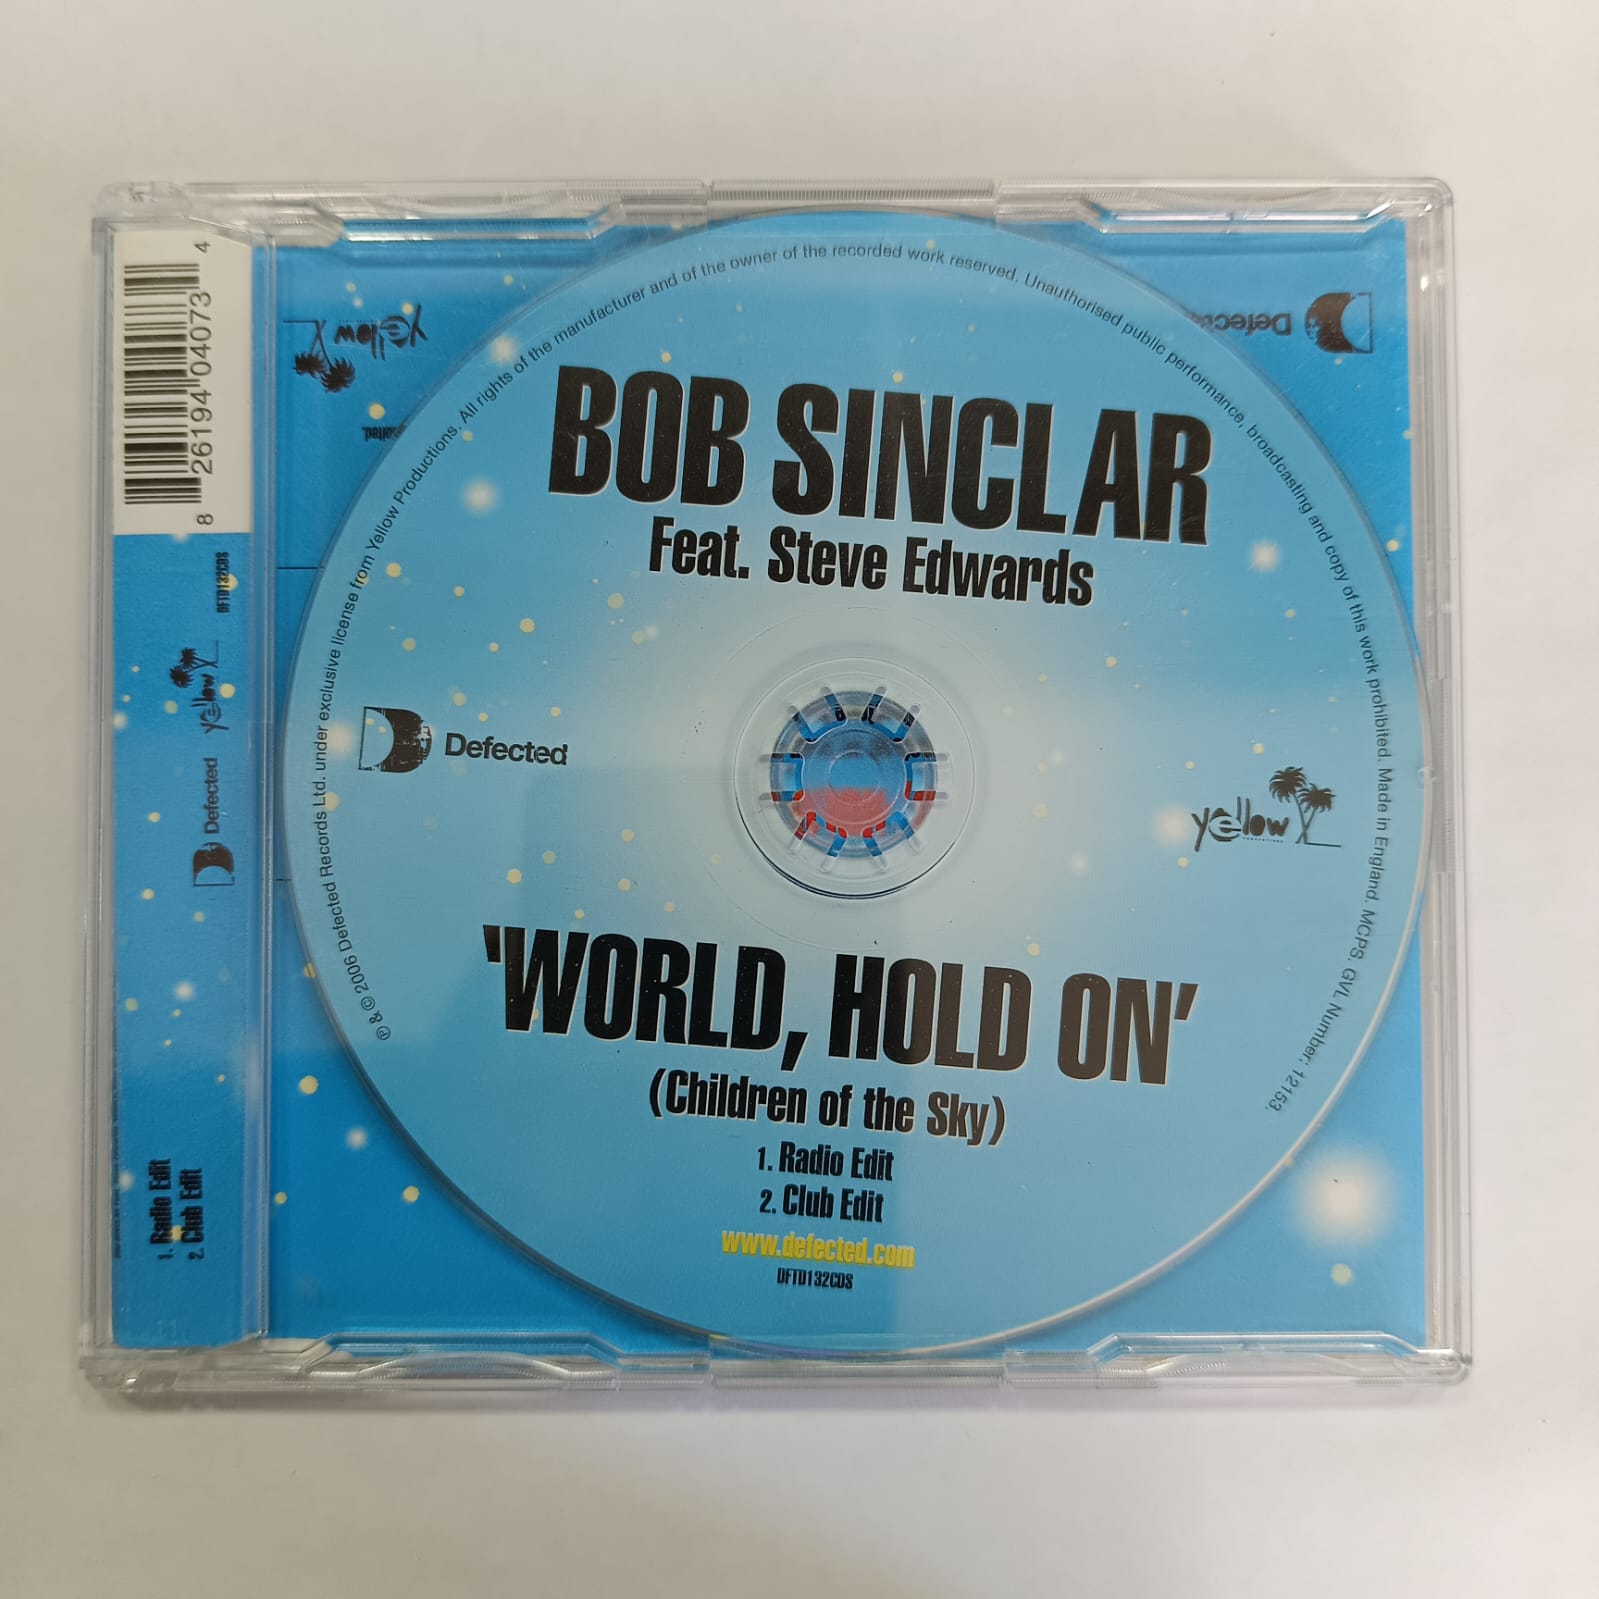 BOB SINCLAR
Feat. Steve Edwards
Defected
yellow
PRODUCTIONS
'WORLD, HOLD ON'
(Children of the Sky)
1. Radio Edit
2. Club Edit
www.defected.com
DFTD132CDS
℗ & © 2006 Defected Records Ltd. under exclusive license from Yellow Productions. All rights of the manufacturer and of the owner of the recorded work reserved. Unauthorised public performance, broadcasting and copy of this work prohibited. Made in England. MCPS. GVL Number: 12153.
8 26194 04073 4
DFTD132CDS
yellow
Defected
1. Radio Edit
2. Club Edit
yellow
Defected